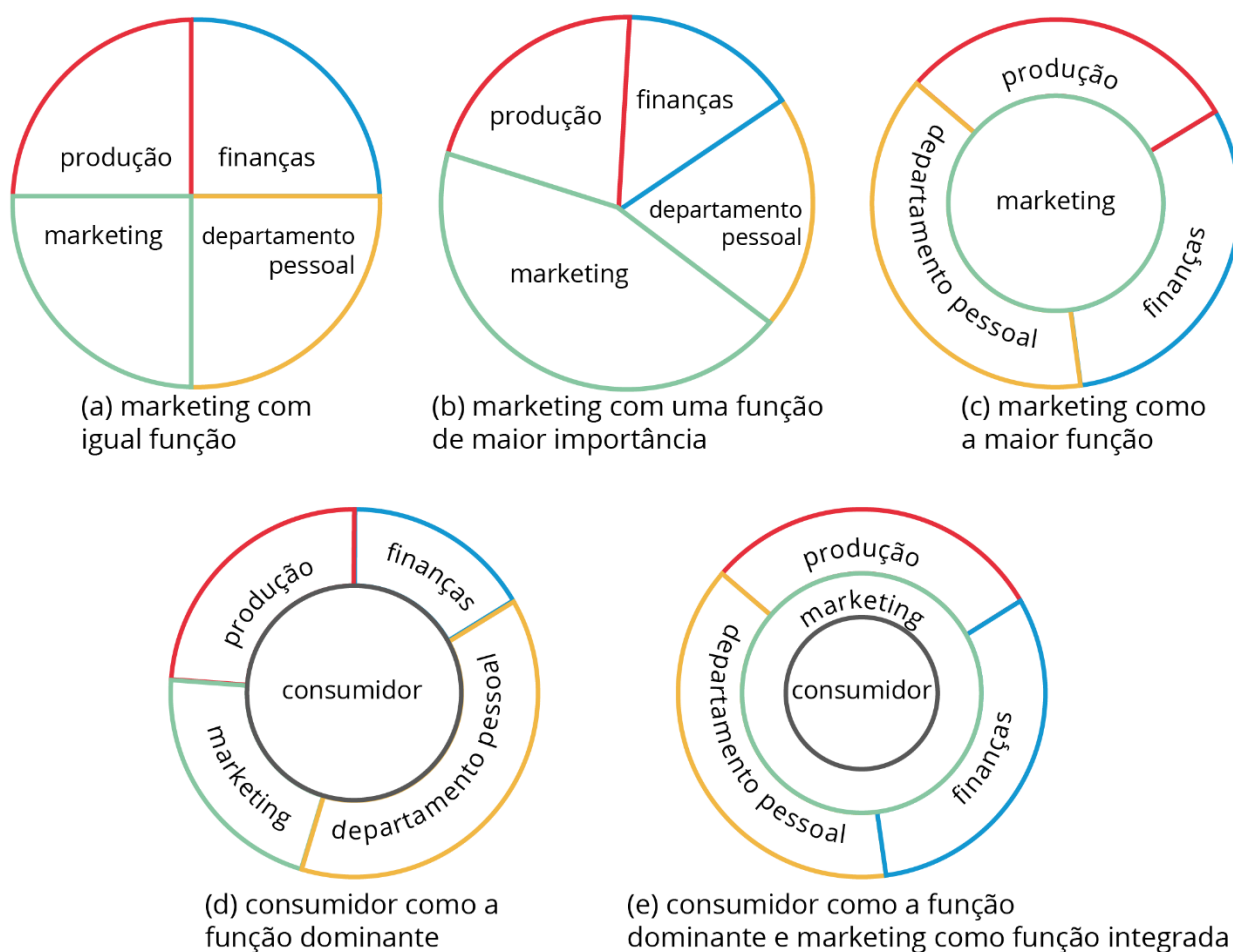 produção
finanças
marketing
departamento
pessoal
(a) marketing com
igual função
produção
finanças
departamento
pessoal
marketing
(b) marketing com uma função
de maior importância
produção
departamento pessoal
marketing
finanças
(c) marketing como
a maior função
produção
finanças
consumidor
marketing
departamento pessoal
(d) consumidor como a
função dominante
produção
marketing
consumidor
departamento pessoal
finanças
(e) consumidor como a função
dominante e marketing como função integrada